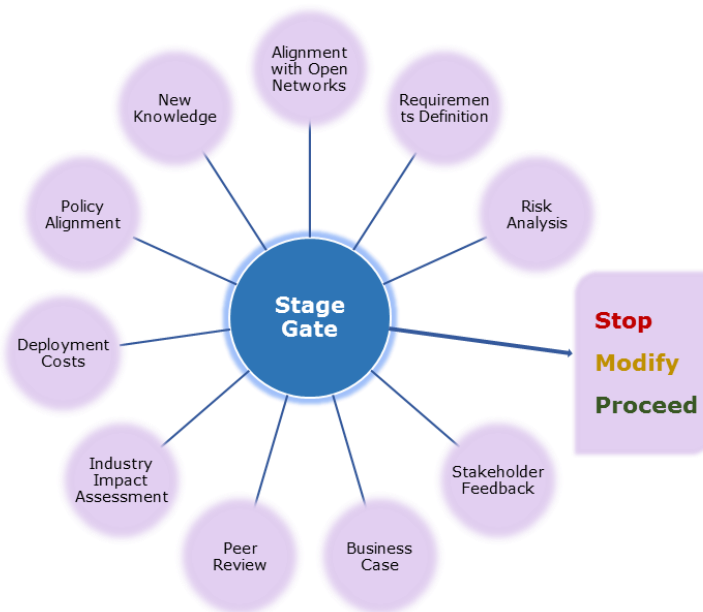 Alignment
with Open
Networks
New
Knowledge
Requiremen
ts Definition
Policy
Alignment
Risk
Analysis
Stage
Gate
Stop
Modify
Proceed
Deployment
Costs
Industry
Impact
Assessment
Stakeholder
Feedback
Peer
Review
Business
Case